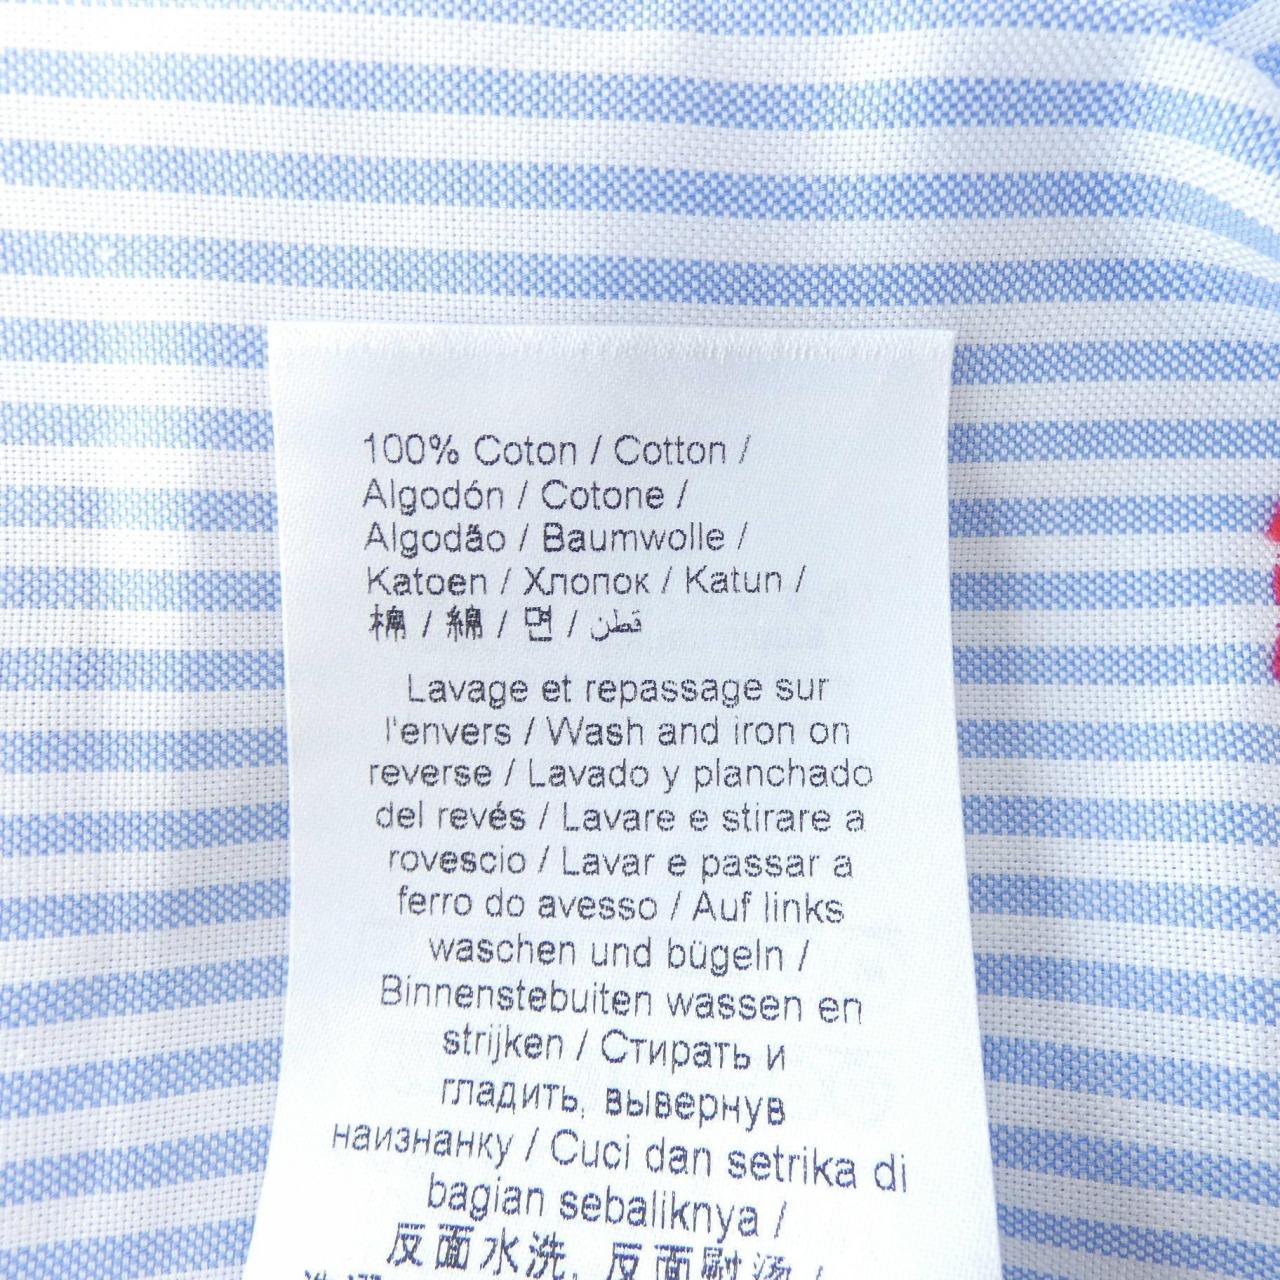 100% Coton / Cotton /
Algodón / Cotone /
Algodão / Baumwolle /
Katoen / Хлопок / Katun /
棉 / 綿 / 면 / قطن
Lavage et repassage sur
l'envers / Wash and iron on
reverse / Lavado y planchado
del revés / Lavare e stirare a
rovescio / Lavar e passar a
ferro do avesso / Auf links
waschen und bügeln /
Binnenstebuiten wassen en
strijken / Стирать и
гладить, вывернув
наизнанку / Cuci dan setrika di
bagian sebaliknya /
反面水洗, 反面熨烫 /